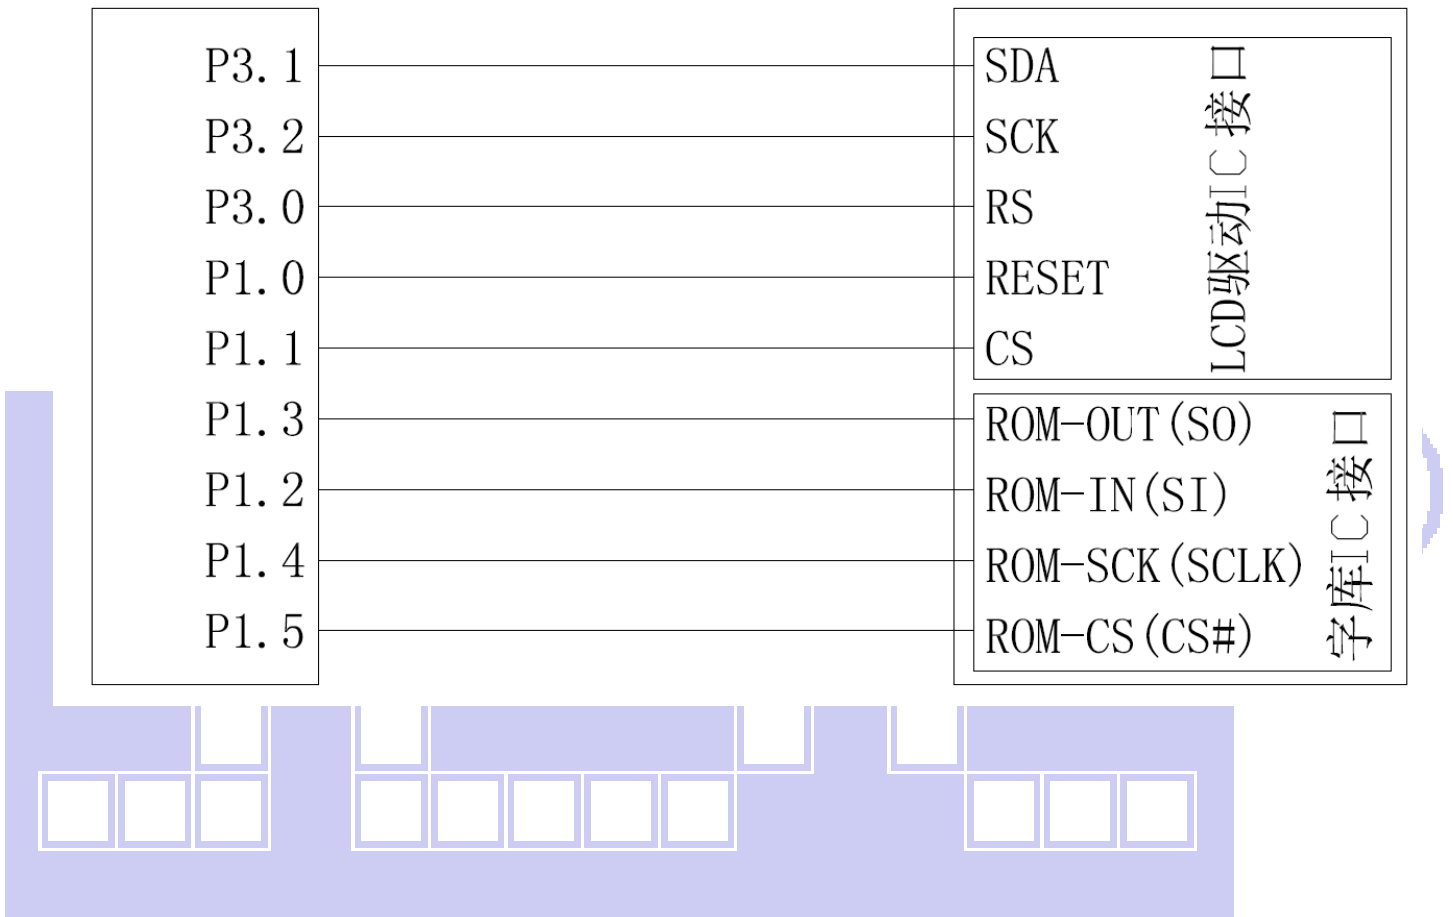 P3.1
P3.2
P3.0
P1.0
P1.1
P1.3
P1.2
P1.4
P1.5
SDA
SCK
RS
RESET
CS
LCD驱动IC接口
ROM-OUT(SO)
ROM-IN(SI)
ROM-SCK(SCLK)
ROM-CS(CS#)
字库IC接口